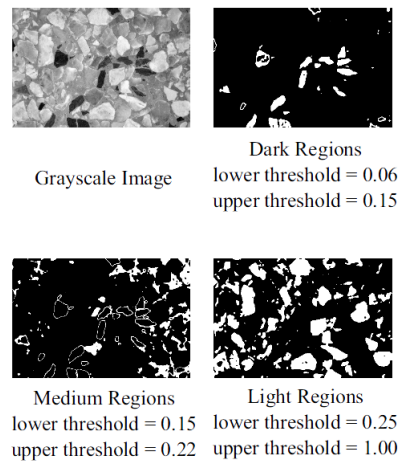 Grayscale Image
Dark Regions
lower threshold = 0.06
upper threshold = 0.15
Medium Regions
lower threshold = 0.15
upper threshold = 0.22
Light Regions
lower threshold = 0.25
upper threshold = 1.00